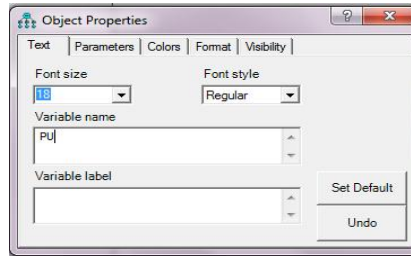 Object Properties
Text Parameters Colors Format Visibility
Font size Font style
18 Regular
Variable name
PU
Variable label
Set Default
Undo